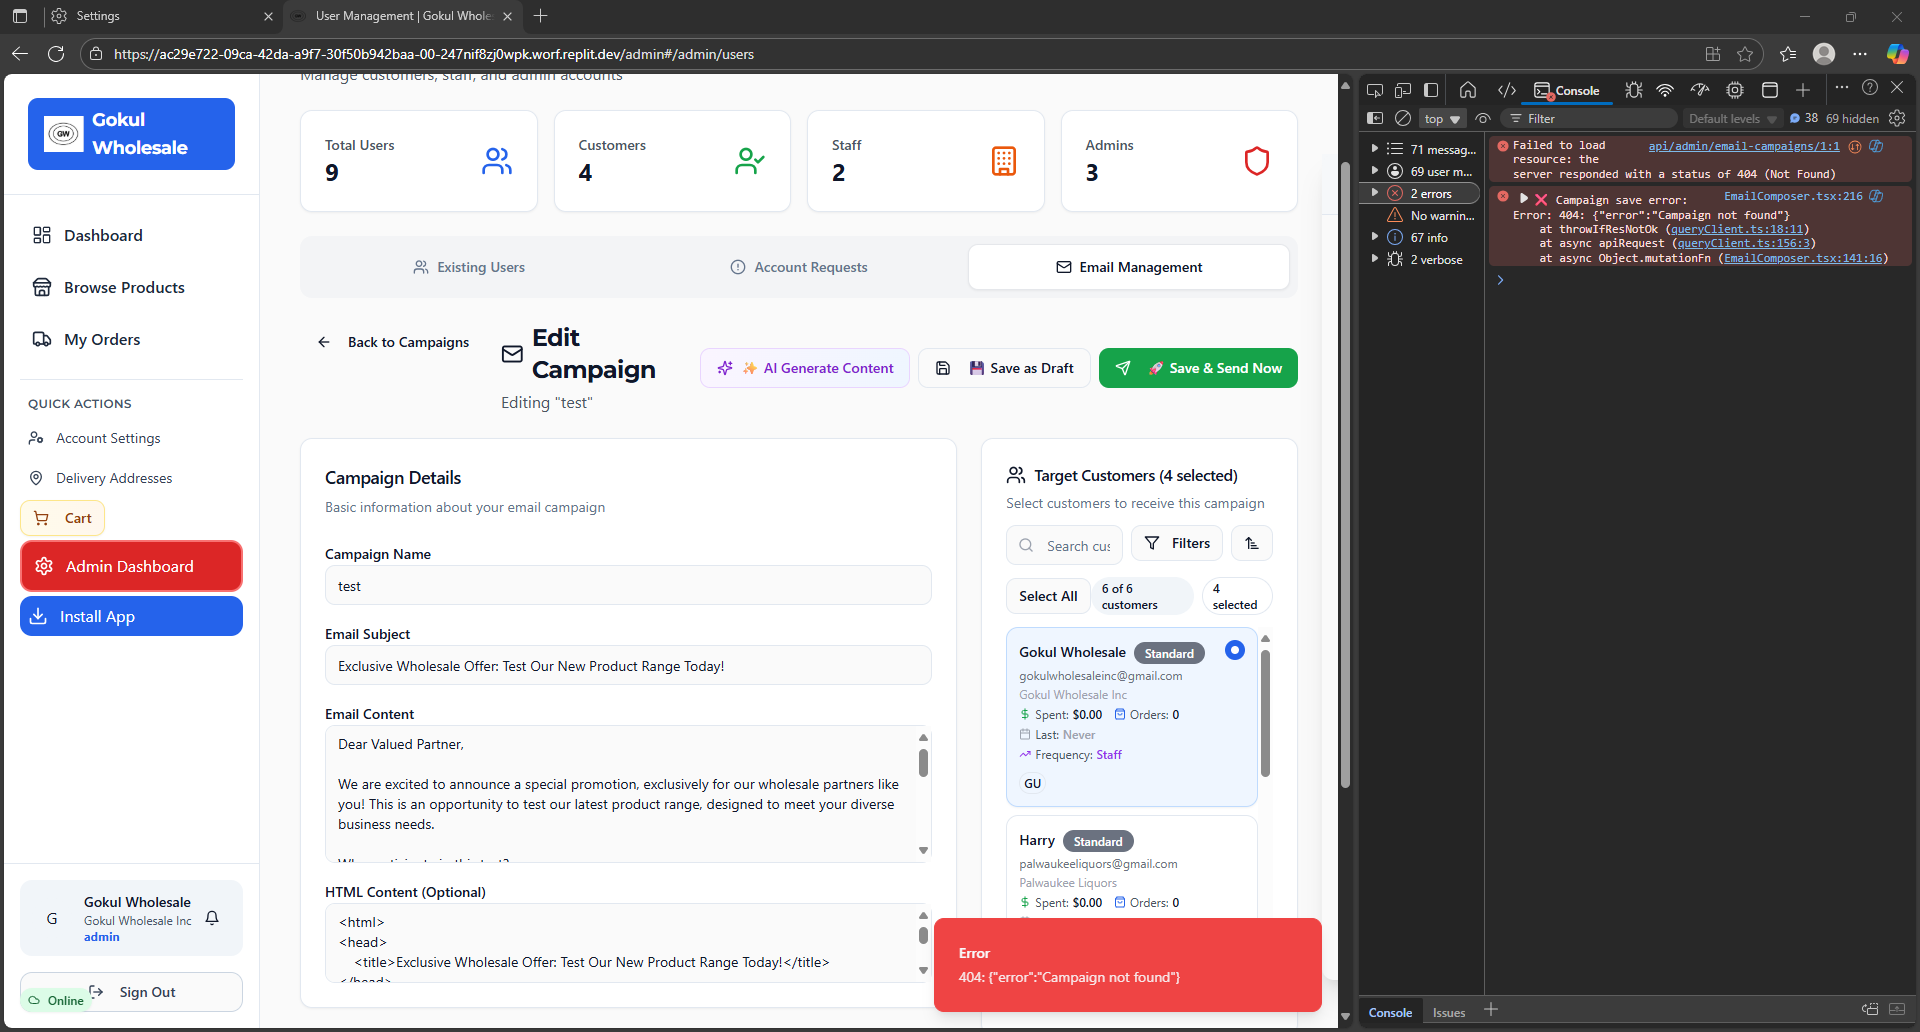 Settings
User Management | Gokul Whole
https://ac29e722-09ca-42da-a9f7-30f50b942baa-00-247nif8zj0wpk.worf.replit.dev/admin#/admin/users
GW
Gokul
Wholesale
Dashboard
Browse Products
My Orders
QUICK ACTIONS
Account Settings
Delivery Addresses
Cart
Admin Dashboard
Install App
G
Gokul Wholesale
Gokul Wholesale Inc
admin
Sign Out
Online
Manage customers, staff, and admin accounts
Total Users
9
Customers
4
Staff
2
Admins
3
Existing Users
Account Requests
Email Management
Back to Campaigns
Edit
Campaign
Editing "test"
✨ AI Generate Content
💾 Save as Draft
🚀 Save & Send Now
Campaign Details
Basic information about your email campaign
Campaign Name
test
Email Subject
Exclusive Wholesale Offer: Test Our New Product Range Today!
Email Content
Dear Valued Partner,
We are excited to announce a special promotion, exclusively for our wholesale partners like
you! This is an opportunity to test our latest product range, designed to meet your diverse
business needs.
HTML Content (Optional)
<html>
<head>
<title>Exclusive Wholesale Offer: Test Our New Product Range Today!</title>
</head>
Target Customers (4 selected)
Select customers to receive this campaign
Search cus
Filters
Select All
6 of 6
customers
4
selected
Gokul Wholesale
Standard
gokulwholesaleinc@gmail.com
Gokul Wholesale Inc
Spent: $0.00
Orders: 0
Last: Never
Frequency: Staff
GU
Harry
Standard
palwaukeeliquors@gmail.com
Palwaukee Liquors
Spent: $0.00
Orders: 0
Error
404: {"error":"Campaign not found"}
Console
top
Filter
Default levels
38
69 hidden
71 messag...
69 user m...
2 errors
No warnin...
67 info
2 verbose
Failed to load
resource: the
server responded with a status of 404 (Not Found)
api/admin/email-campaigns/1:1
❌ Campaign save error:
EmailComposer.tsx:216
Error: 404: {"error":"Campaign not found"}
at throwIfResNotOk (queryClient.ts:18:11)
at async apiRequest (queryClient.ts:156:3)
at async Object.mutationFn (EmailComposer.tsx:141:16)
Console
Issues